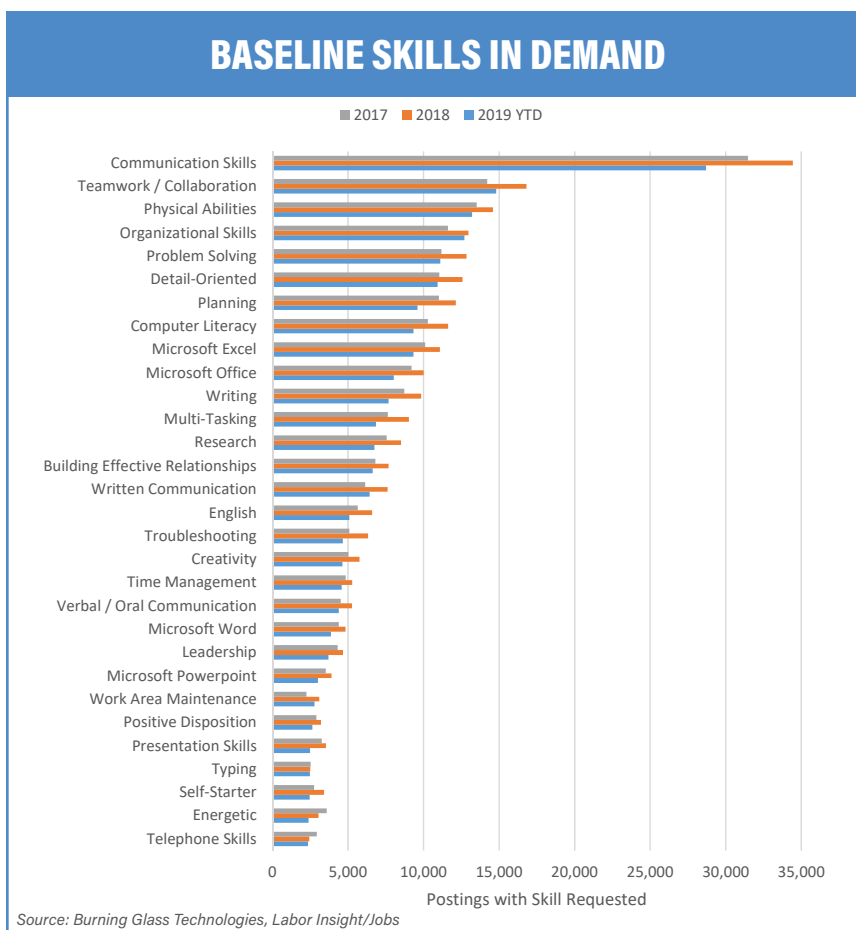 BASELINE SKILLS IN DEMAND
2017 2018 2019 YTD
Communication Skills
Teamwork / Collaboration
Physical Abilities
Organizational Skills
Problem Solving
Detail-Oriented
Planning
Computer Literacy
Microsoft Excel
Microsoft Office
Writing
Multi-Tasking
Research
Building Effective Relationships
Written Communication
English
Troubleshooting
Creativity
Time Management
Verbal / Oral Communication
Microsoft Word
Leadership
Microsoft Powerpoint
Work Area Maintenance
Positive Disposition
Presentation Skills
Typing
Self-Starter
Energetic
Telephone Skills
0 5,000 10,000 15,000 20,000 25,000 30,000 35,000
Postings with Skill Requested
Source: Burning Glass Technologies, Labor Insight/Jobs